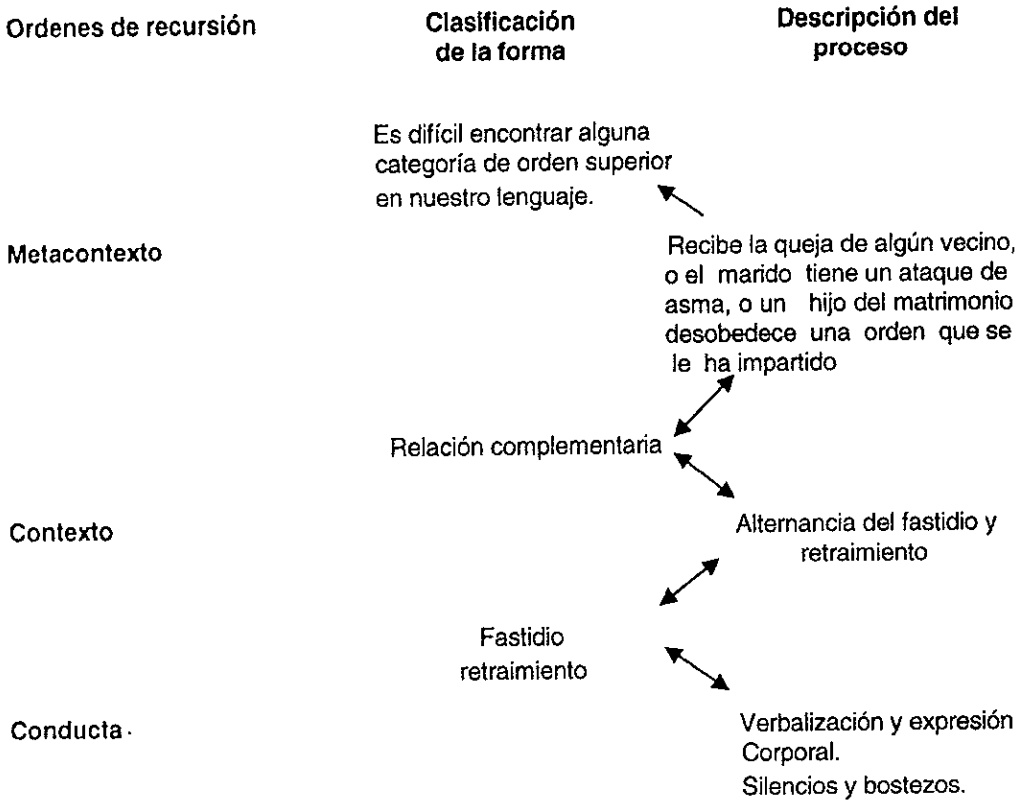 Ordenes de recursión
Clasificación
de la forma
Descripción del
proceso
Es difícil encontrar alguna
categoría de orden superior
en nuestro lenguaje.
Metacontexto
Recibe la queja de algún vecino,
o el marido tiene un ataque de
asma, o un hijo del matrimonio
desobedece una orden que se
le ha impartido
Relación complementaria
Contexto
Alternancia del fastidio y
retraimiento
Fastidio
retraimiento
Conducta
Verbalización y expresión
Corporal.
Silencios y bostezos.